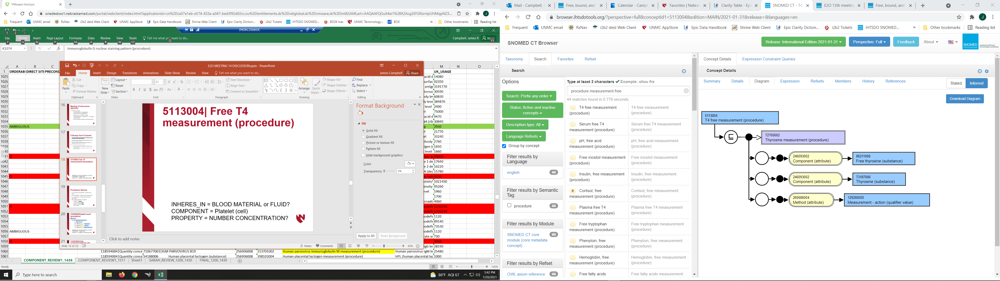 VMware Horizon
onedeskws1.nebraskamed.com/portal/webclient/index.html?applicationId=cn%3Dca57e1eb-e574-433a-a047-bed3f92d02cc,ou%3Dentitlements,dc%3Dvdiglobal,dc%3Dvmware,dc%3Dint&SAMLart=AAQAAFQGuX4ei1%2BX2Acg2EFGRzrnIpUHMqpNZ3...
Frequent UNMC email RxNav i2b2 deid Web Client UNMC AppStore Epic Data Handbook Shrine Web Client Epic Clarity Diction... i2b2 Tickets IHTSDO SNOMED... BD2K trac UNMC Terminology... BOX » Other bookmarks Reading list
IMDRC25069JC
File Home Insert Page Layout Formulas Data Review View Team Tell me what you want to do...
Campbell, James R Share
K1074 fx Immunoglobulin G nuclear staining pattern (procedure)
E2O MEETING 14 DISCUSSION.pptx - PowerPoint
File Home Insert Design Transitions Animations Slide Show Review View Tell me what you want to do...
James Campbell Share
Paste Cut Copy Format Painter Clipboard
New Slide Layout Reset Section Slides
Font
Paragraph
Text Direction Align Text Convert to SmartArt
Drawing
Arrange Quick Styles Shape Fill Shape Outline Shape Effects
Find Replace Select Editing
16
Meeting 14 discussion
20210721
17
Followup from Farzaneh
18
5113004| Free T4
measurement (procedure)
19
Procedures Review
20
61928009|Platelet count
(procedure)
21
5113004| Free T4
measurement (procedure)
INHERES_IN = BLOOD MATERIAL or FLUID?
COMPONENT = Platelet (cell)
PROPERTY = NUMBER CONCENTRATION?
Click to add notes
Format Background
Fill
Solid fill
Gradient fill
Picture or texture fill
Pattern fill
Hide background graphics
Color
Transparency 0%
Apply to All Reset Background
Slide 18 of 25 Notes Comments 69%
A B C M N O
1 ORDERABI DIRECT SITE PRECOND UK_USAGE
1025 14080
1026 92350
1027 3191770
1028 30590
1029 60830
1030 384870
1031 2400
1032 75000
1033 9470
1034 30840
1035 AMBIGUOUS 2930
1036 21770
1037 33240
1038 2760
1039 1650
1040 1660
1041 O 45000
1042 17640
1043 16220
1044 15780
1045 O 4230
1046 1021450
1047 95260
1048 1960
1049 1700
1050 4060
1051 O 1230240
1052 1230240
1053 1120
1054 89140
1055 73530
1056 AMBIGUOUS 1120
1057 730
1058 O 4060
1059 28190
1060 118594004|Quantity conce 710677003|IGM PARVOVIRUS B19 256906008 313701002 Human parvovirus immunoglobulin M measurement (procedure) Human parvovirus IgM le 25480
1061 118594004|Quantity conce 54188006 Human placental lactogen (substance) 256906008 398103004 Human placental lactogen measurement (procedure) HPL (human placental lac 1000
COMPONENT_REVIEW1_1436 COMPONENT_REVIEW1_1511 Sheet1 SARAH_REVIEW_1200_1430 FINAL_1200_1430
Ready 100%
Type here to search
86°F AQI 67
5:42 PM
7/20/2021
Mail - Campbell, J Free, bound, and Calendar - Campb Favorites | Nebras Clarity Table - Epi SNOMED CT - T4 E2O 13th meeting Free, bound, and
browser.ihtsdotools.org/?perspective=full&conceptId1=5113004&edition=MAIN/2021-01-31&release=&languages=en
Frequent UNMC email RxNav i2b2 deid Web Client UNMC AppStore Epic Data Handbook Shrine Web Client Epic Clarity Diction... i2b2 Tickets IHTSDO SNOMED... » Other bookmarks Reading list
SNOMED CT Browser
Release: International Edition 2021-01-31 Perspective: Full Feedback About
SNOMED International
Leading healthcare terminology worldwide
Taxonomy Search Favorites Refset
Search
Options
Search: Prefix any order
Status: Active and inactive
concepts
Description type: All
Language Refsets
Group by concept
Filter results by
Language
english 44
Filter results by Semantic
Tag
procedure 44
Filter results by Module
SNOMED CT core 44
module (core metadata
concept)
Filter results by Refset
OWL axiom reference 44
Type at least 3 characters ✔ Example: shou fra
procedure measurement free
44 matches found in 0.779 seconds.
T4 free measurement (procedure) T4 free measurement (procedure)
Serum free T4 measurement (procedure) Serum free T4 measurement (procedure)
pH, free acid measurement (procedure) pH, free acid measurement (procedure)
Free inositol measurement (procedure) Free inositol measurement (procedure)
Insulin, free measurement (procedure) Insulin, free measurement (procedure)
Cortisol, free measurement (procedure) Cortisol, free measurement (procedure)
Plasma free T4 measurement (procedure) Plasma free T4 measurement (procedure)
Free tryptophan measurement (procedure) Free tryptophan measurement (procedure)
Phenytoin, free measurement (procedure) Phenytoin, free measurement (procedure)
Hemoglobin, free measurement (procedure) Hemoglobin, free measurement (procedure)
Free fatty acids Free fatty acids measurement
Concept Details Expression Constraint Queries
Concept Details
Summary Details Diagram Expression Refsets Members History References
Stated Inferred
Download Diagram
5113004
T4 free measurement (procedure)
72765002
Thyroxine measurement (procedure)
246093002
Component (attribute)
86211008
Free thyroxine (substance)
246093002
Component (attribute)
73187006
Thyroxine (substance)
260686004
Method (attribute)
129266000
Measurement - action (qualifier value)